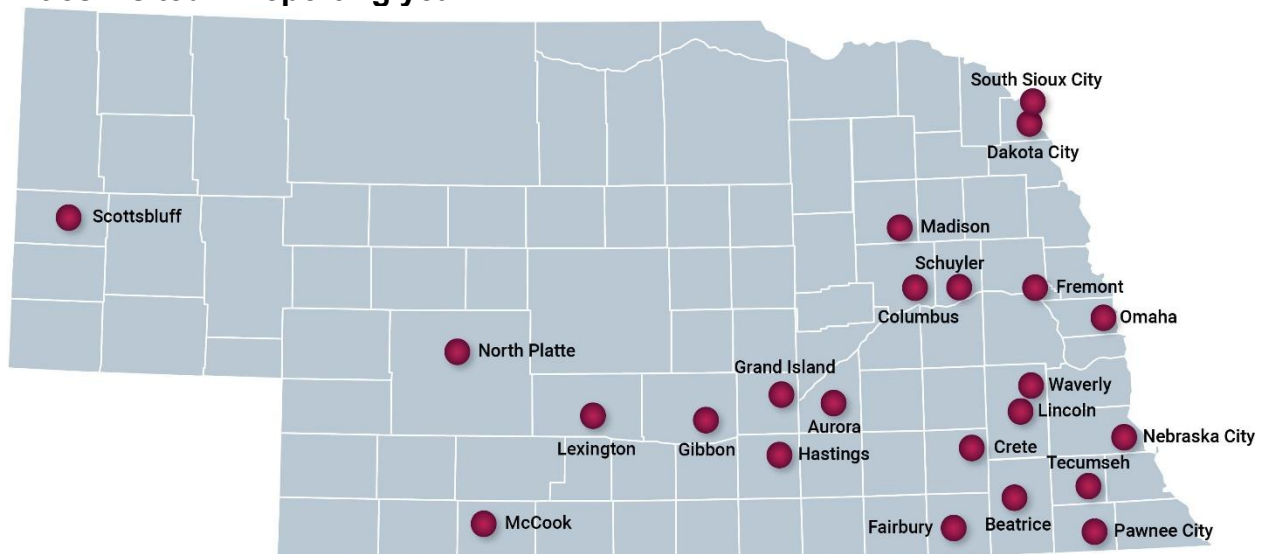 South Sioux City
Dakota City
Scottsbluff
Madison
Schuyler
Columbus
Fremont
Omaha
North Platte
Grand Island
Waverly
Lincoln
Aurora
Lexington
Gibbon
Hastings
Crete
Nebraska City
Tecumseh
McCook
Fairbury
Beatrice
Pawnee City